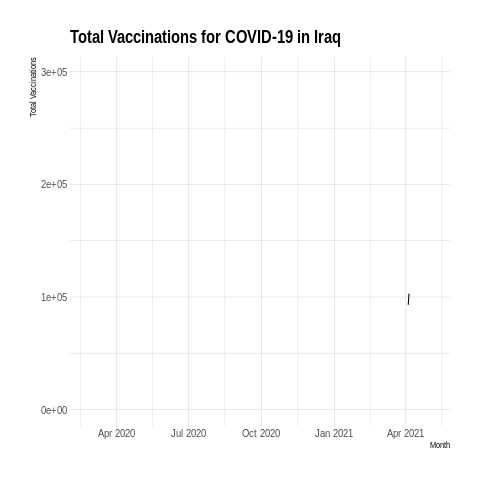 Total Vaccinations for COVID-19 in Iraq
Total Vaccinations
3e+05
2e+05
1e+05
0e+00
Apr 2020 Jul 2020 Oct 2020 Jan 2021 Apr 2021
Month